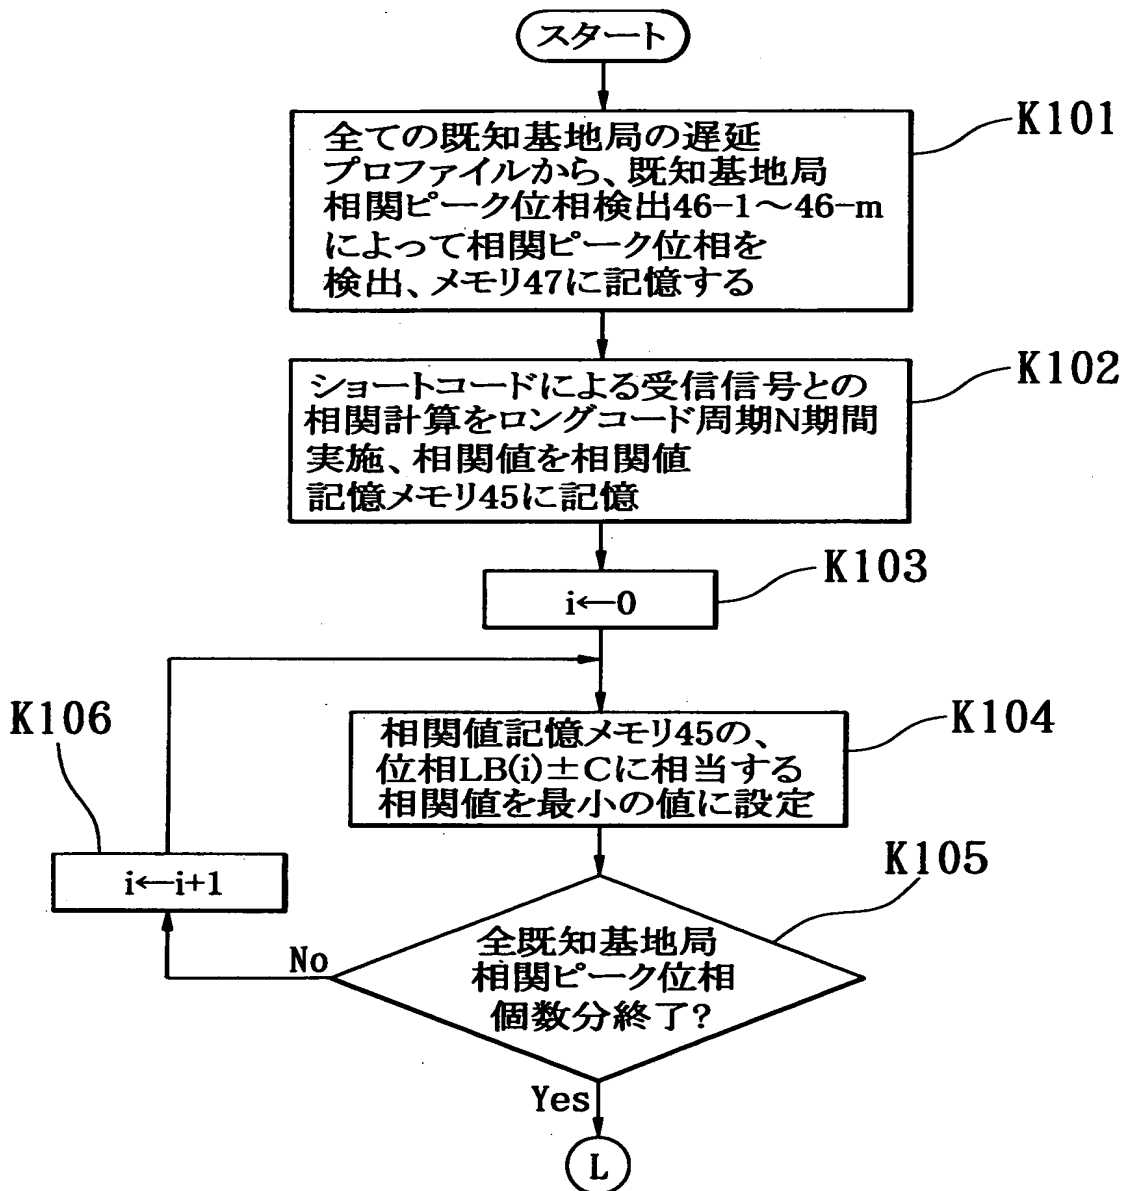 スタート
K101
全ての既知基地局の遅延
プロファイルから、既知基地局
相関ピーク位相検出46-1～46-m
によって相関ピーク位相を
検出、メモリ47に記憶する
K102
ショートコードによる受信信号との
相関計算をロングコード周期N期間
実施、相関値を相関値
記憶メモリ45に記憶
K103
i←0
K106
K104
相関値記憶メモリ45の、
位相LB(i)±Cに相当する
相関値を最小の値に設定
K105
i←i+1
全既知基地局
相関ピーク位相
個数分終了?
No
Yes
L